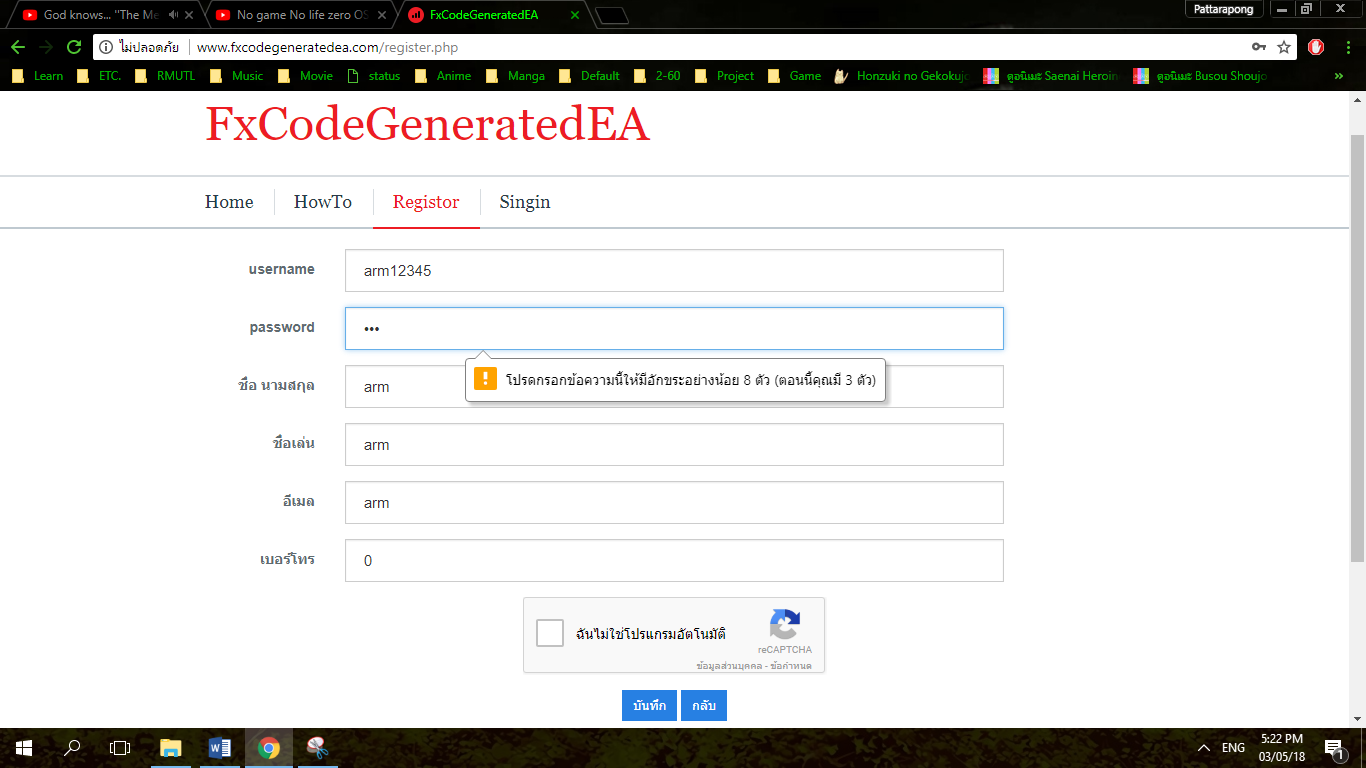 God knows... "The Me
No game No life zero OS
FxCodeGeneratedEA
Pattarapong
ไม่ปลอดภัย
www.fxcodegeneratedea.com/register.php
Learn
ETC.
RMUTL
Music
Movie
status
Anime
Manga
Default
2-60
Project
Game
Honzuki no Gekokujo
ดูอนิเมะ Saenai Heroin
ดูอนิเมะ Busou Shoujo
»
FxCodeGeneratedEA
Home
HowTo
Registor
Singin
username
arm12345
password
•••
โปรดกรอกข้อความนี้ให้มีอักขระอย่างน้อย 8 ตัว (ตอนนี้คุณมี 3 ตัว)
ชื่อ นามสกุล
arm
ชื่อเล่น
arm
อีเมล
arm
เบอร์โทร
0
ฉันไม่ใช่โปรแกรมอัตโนมัติ
reCAPTCHA
ข้อมูลส่วนบุคคล - ข้อกำหนด
บันทึก
กลับ
ENG
5:22 PM
03/05/18
1